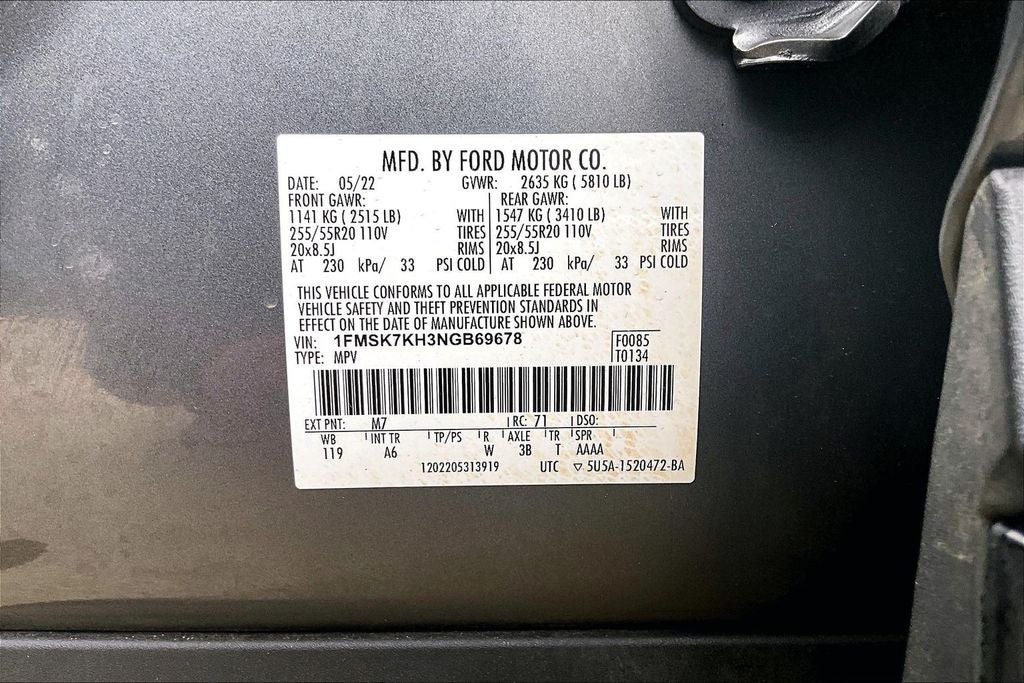 MFD. BY FORD MOTOR CO.
DATE: 05/22 GVWR: 2635 KG ( 5810 LB)
FRONT GAWR: REAR GAWR:
1141 KG ( 2515 LB) WITH 1547 KG ( 3410 LB) WITH
255/55R20 110V TIRES 255/55R20 110V TIRES
20x8.5J RIMS 20x8.5J RIMS
AT 230 kPa/ 33 PSI COLD AT 230 kPa/ 33 PSI COLD
THIS VEHICLE CONFORMS TO ALL APPLICABLE FEDERAL MOTOR
VEHICLE SAFETY AND THEFT PREVENTION STANDARDS IN
EFFECT ON THE DATE OF MANUFACTURE SHOWN ABOVE.
VIN: 1FMSK7KH3NGB69678 F0085
TYPE: MPV T0134
EXT PNT: M7 RC: 71 DSO:
WB INT TR TP/PS R AXLE TR SPR
119 A6 W 3B T AAAA
1202205313919 UTC ▽ 5U5A-1520472-BA